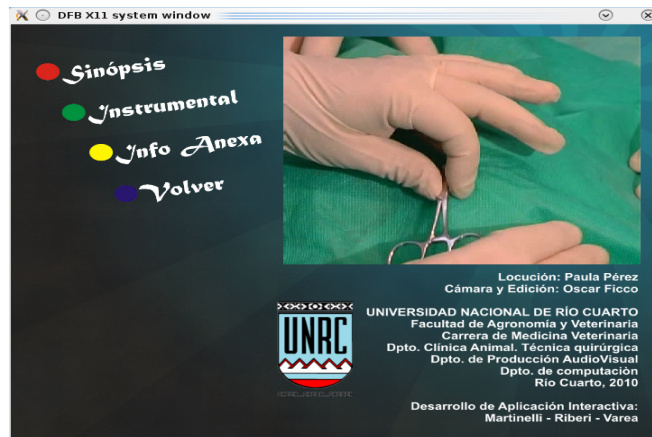 DFB X11 system window
Sinópsis
Instrumental
Info Anexa
Volver
Locución: Paula Pérez
Cámara y Edición: Oscar Ficco
UNRC
UNIVERSIDAD NACIONAL DE RÍO CUARTO
Facultad de Agronomía y Veterinaria
Carrera de Medicina Veterinaria
Dpto. Clínica Animal. Técnica quirúrgica
Dpto. de Producción AudioVisual
Dpto. de computaciòn
Río Cuarto, 2010
Desarrollo de Aplicación Interactiva:
Martinelli - Riberi - Varea